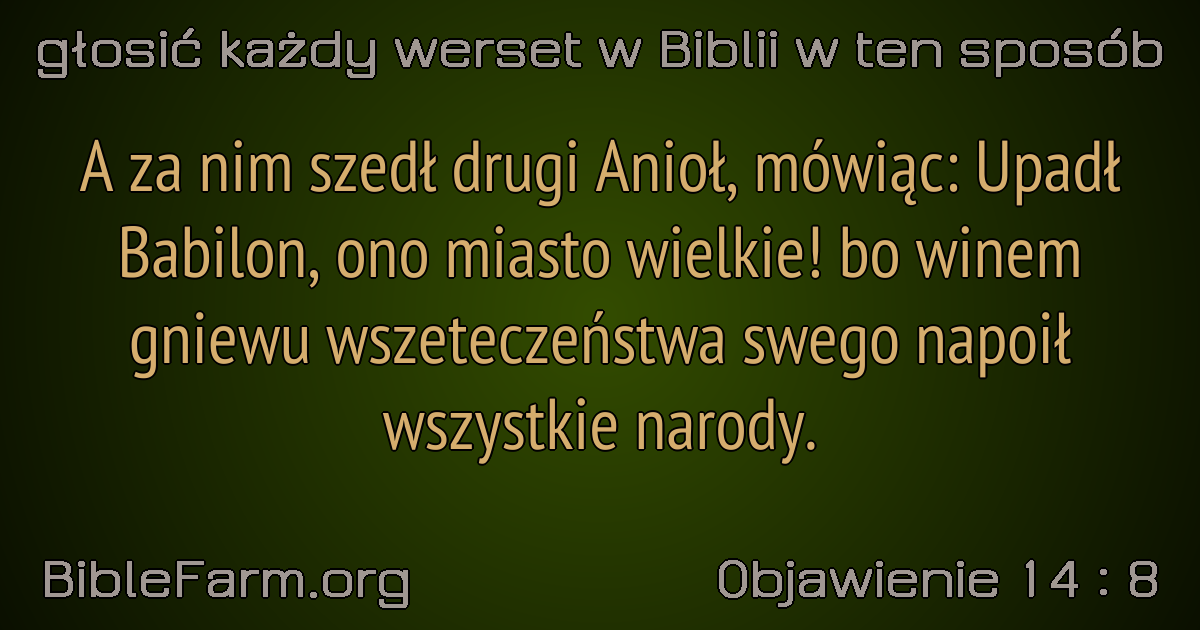 głosić każdy werset w Biblii w ten sposób
A za nim szedł drugi Anioł, mówiąc: Upadł
Babilon, ono miasto wielkie! bo winem
gniewu wszeteczeństwa swego napoił
wszystkie narody.
BibleFarm.org
Objawienie 14 : 8